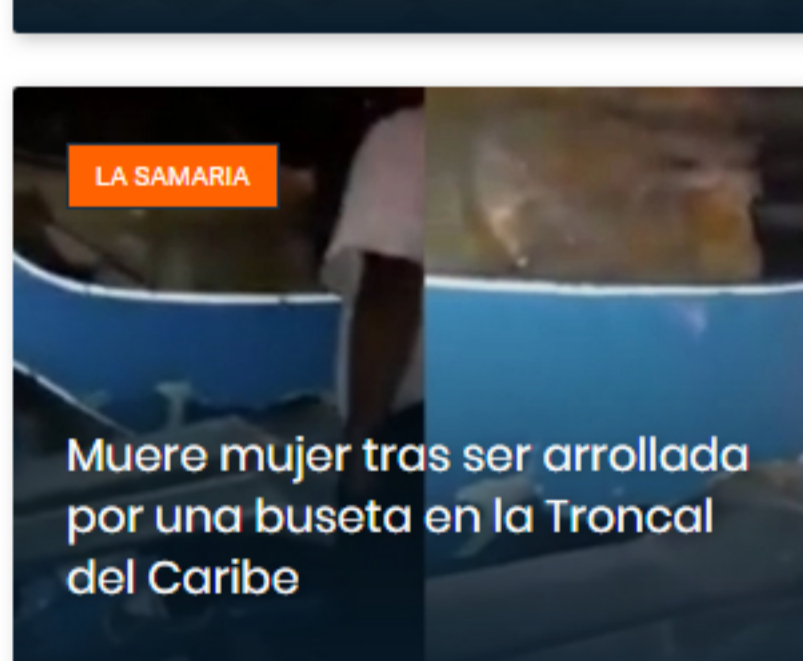 LA SAMARIA
Muere mujer tras ser arrollada
por una buseta en la Troncal
del Caribe